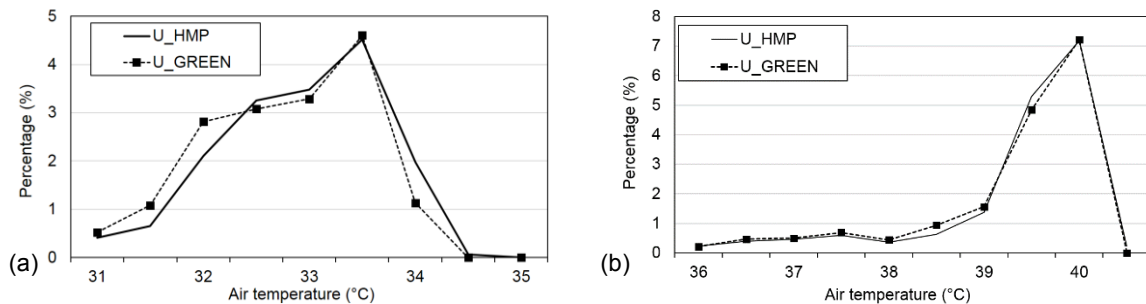 5
4
3
2
1
0
Percentage (%)
U_HMP
U_GREEN
31 32 33 34 35
Air temperature (°C)
(a)
8
7
6
5
4
3
2
1
0
Percentage (%)
U_HMP
U_GREEN
36 37 38 39 40
Air temperature (°C)
(b)